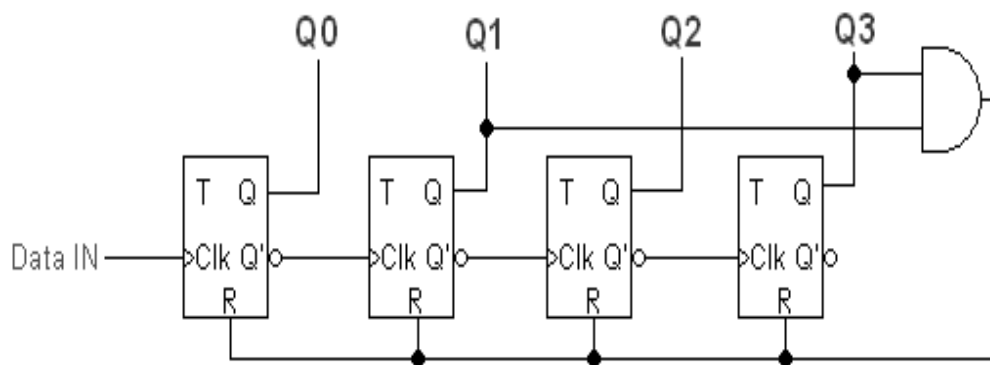 Q0 Q1 Q2 Q3
T Q T Q T Q T Q
Data IN Clk Q' Clk Q' Clk Q' Clk Q'
R R R R